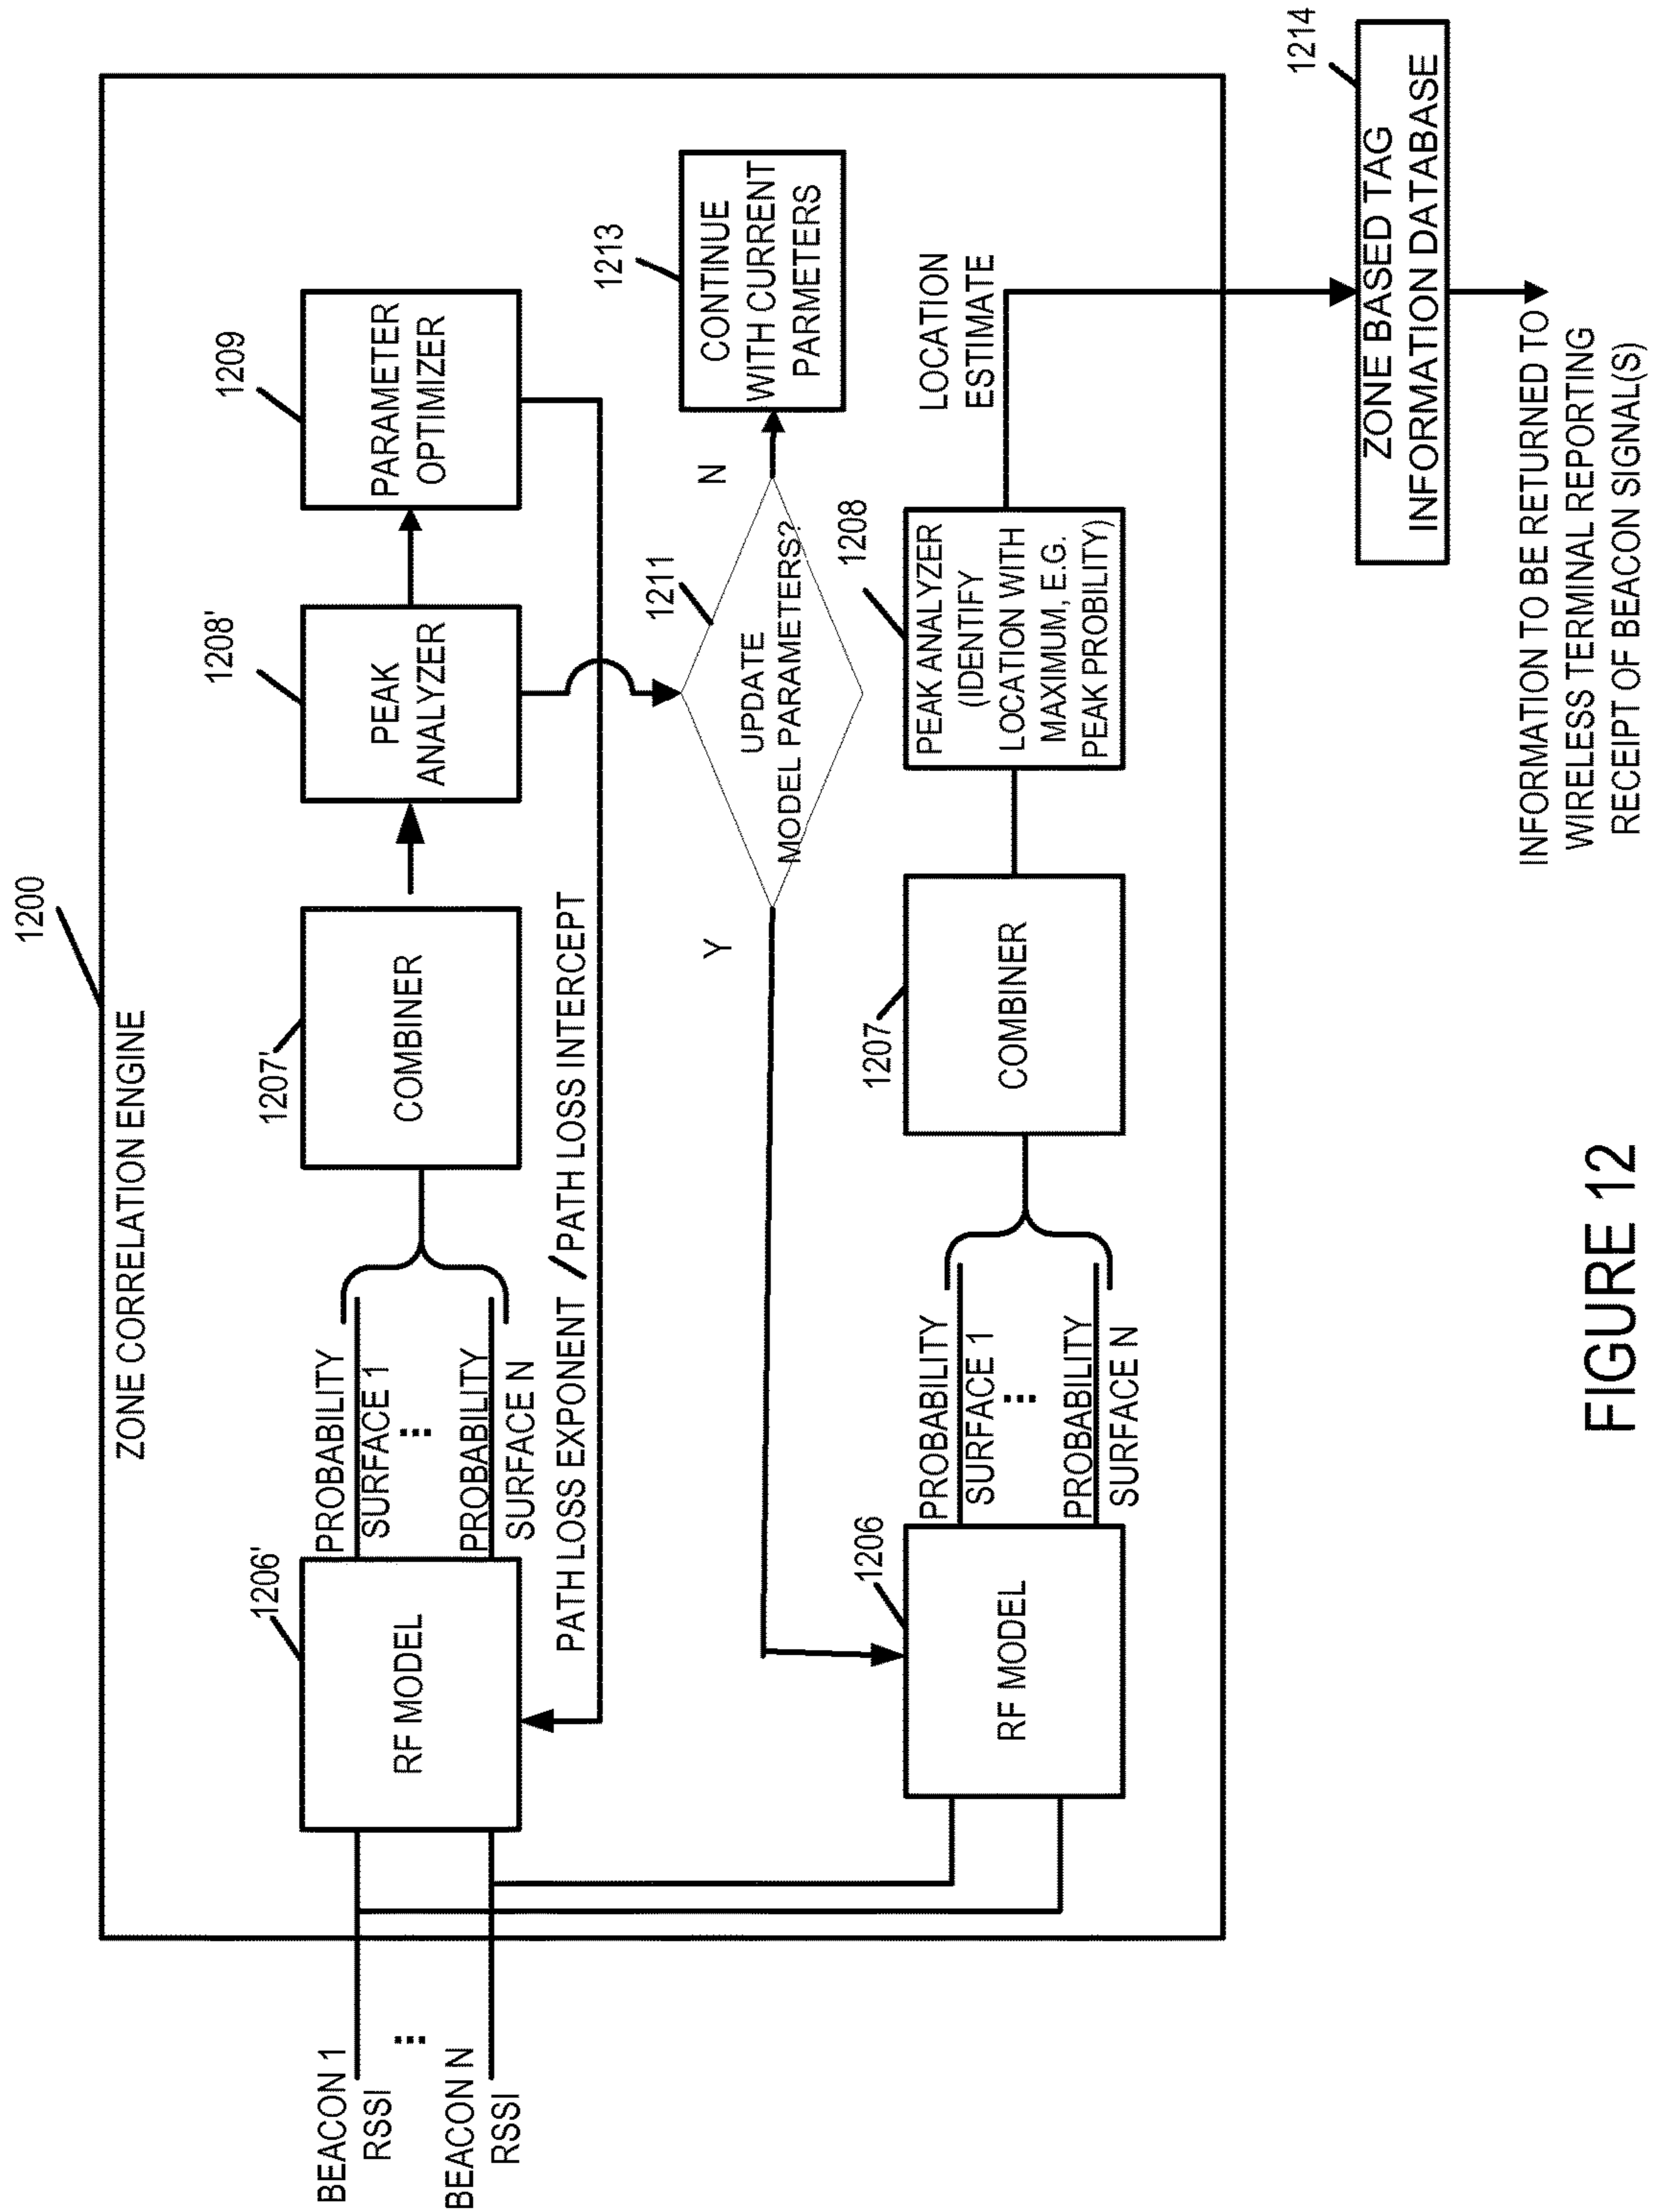 1200
ZONE CORRELATION ENGINE
BEACON 1
RSSI
...
BEACON N
RSSI
1206'
RF MODEL
PROBABILITY
SURFACE 1
...
PROBABILITY
SURFACE N
1207'
COMBINER
1208'
PEAK
ANALYZER
1209
PARAMETER
OPTIMIZER
PATH LOSS EXPONENT / PATH LOSS INTERCEPT
Y
1211
UPDATE
MODEL PARAMETERS?
N
1213
CONTINUE
WITH CURRENT
PARMETERS
1206
RF MODEL
PROBABILITY
SURFACE 1
...
PROBABILITY
SURFACE N
1207
COMBINER
1208
PEAK ANALYZER
(IDENTIFY
LOCATION WITH
MAXIMUM, E.G.
PEAK PROBABILITY)
LOCATION
ESTIMATE
1214
ZONE BASED TAG
INFORMATION DATABASE
INFORMATION TO BE RETURNED TO
WIRELESS TERMINAL REPORTING
RECEIPT OF BEACON SIGNAL(S)
FIGURE 12